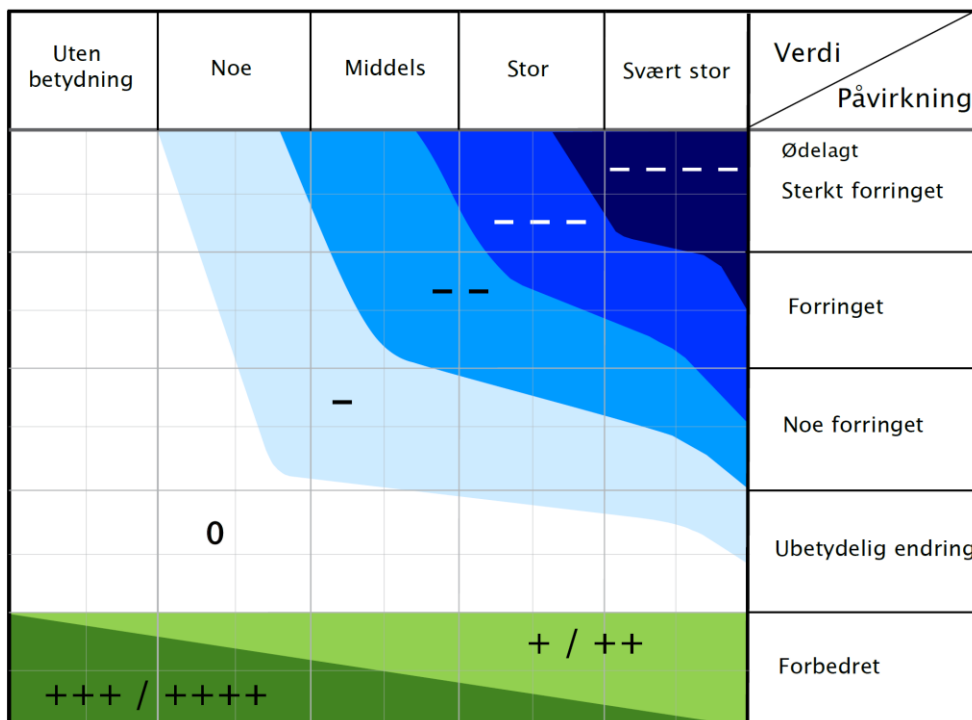 Uten
betydning
Noe
Middels
Stor
Svært stor
Verdi
Påvirkning
Ødelagt
Sterkt forringet
Forringet
Noe forringet
Ubetydelig endring
Forbedret
– – – –
– – –
– –
–
0
+ / ++
+++ / ++++